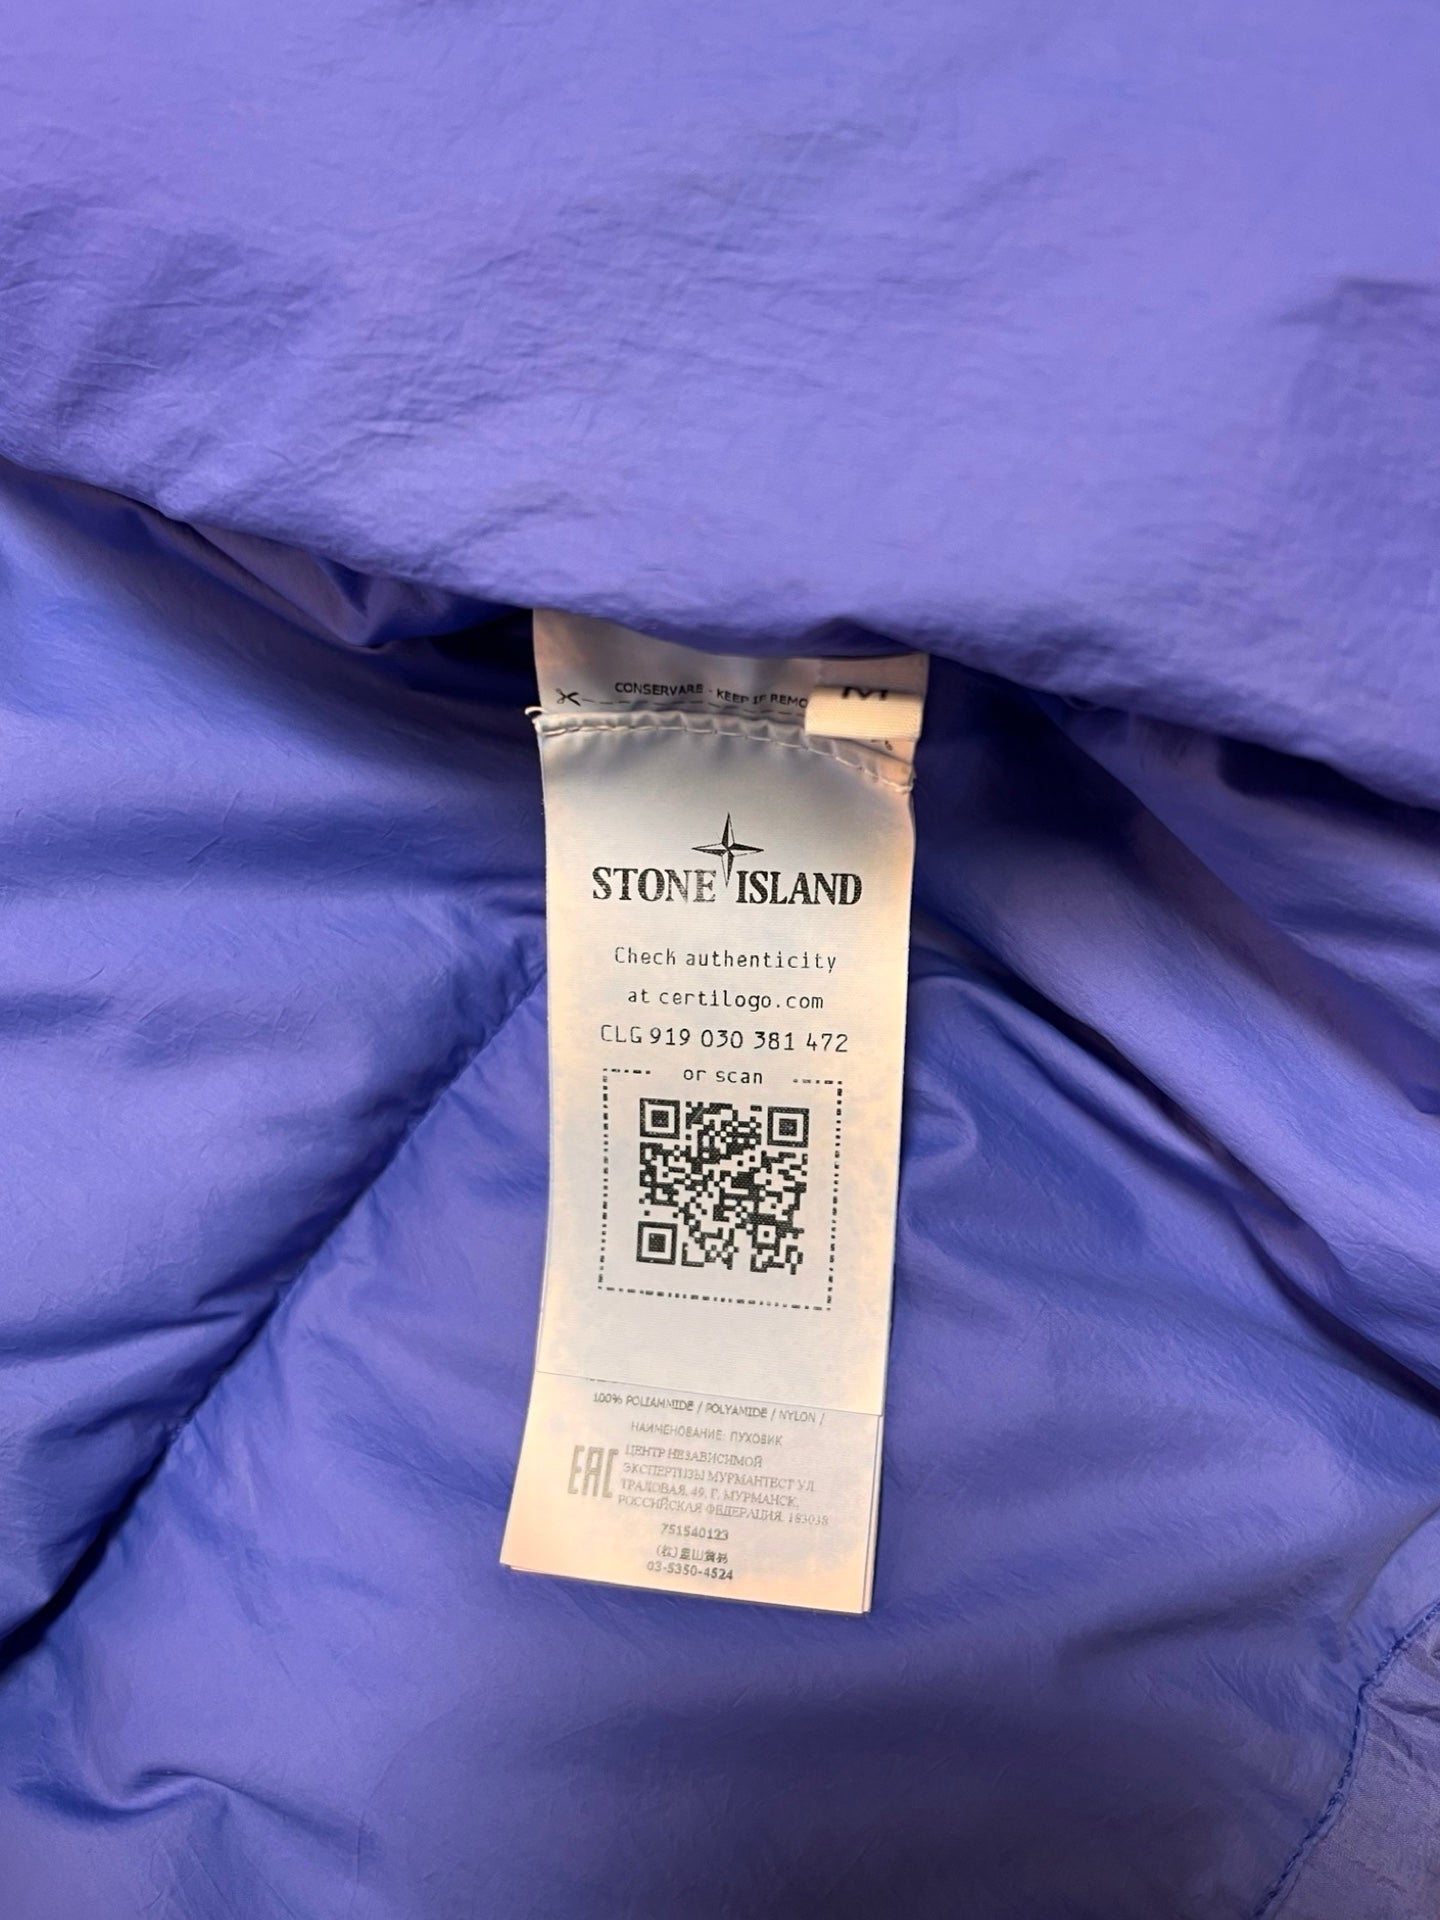 CONSERVARE - KEEP IF REMO
M
STONE ISLAND
Check authenticity
at certilogo.com
CLG 919 030 381 472
or scan
100% POLIAMMIDE / POLYAMIDE / NYLON /
НАИМЕНОВАНИЕ: ПУХОВИК
EAC
ЦЕНТР НЕЗАВИСИМОЙ
ЭКСПЕРТИЗЫ МУРМАНТЕСТ УЛ
ТРАЛОВАЯ, 49, Г. МУРМАНСК,
РОССИЙСКАЯ ФЕДЕРАЦИЯ, 183038
751540123
03-5350-4524